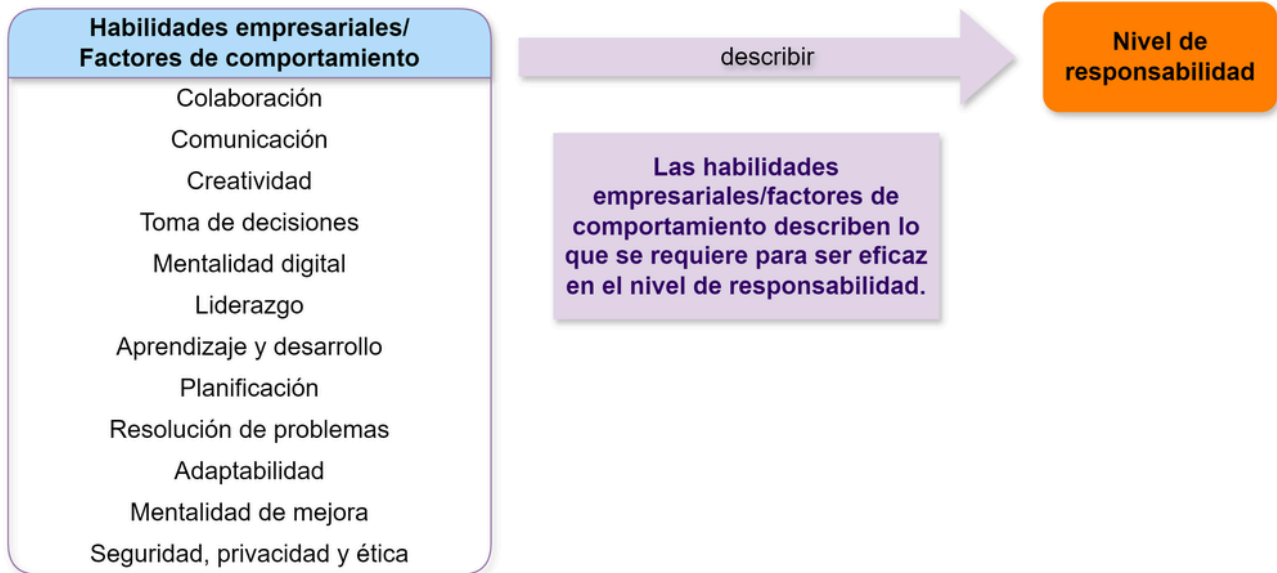 Habilidades empresariales/
Factores de comportamiento
Colaboración
Comunicación
Creatividad
Toma de decisiones
Mentalidad digital
Liderazgo
Aprendizaje y desarrollo
Planificación
Resolución de problemas
Adaptabilidad
Mentalidad de mejora
Seguridad, privacidad y ética
describir
Las habilidades
empresariales/factores de
comportamiento describen lo
que se requiere para ser eficaz
en el nivel de responsabilidad.
Nivel de
responsabilidad